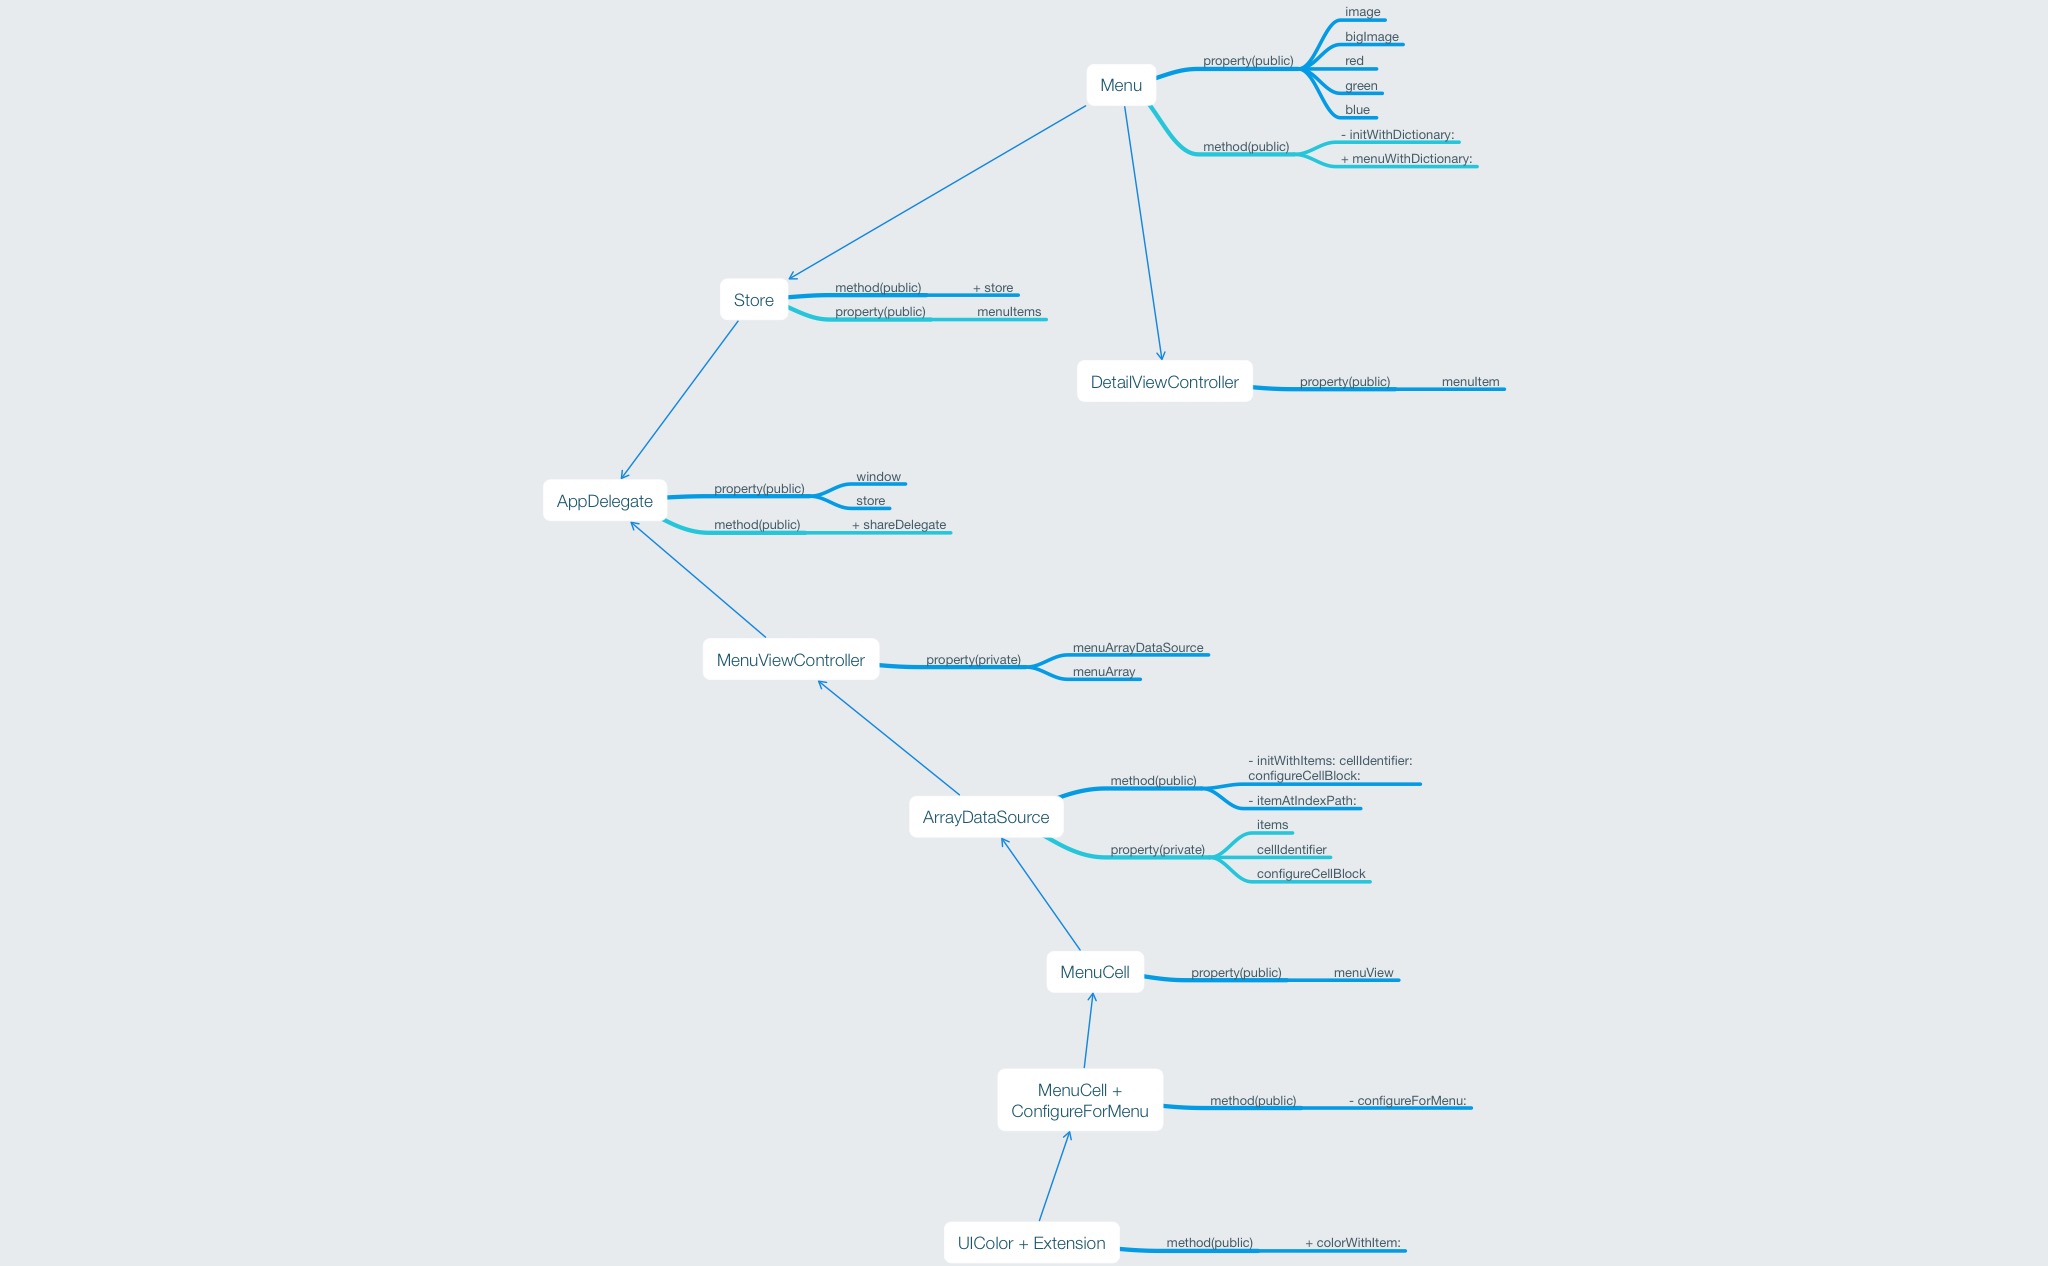 image
bigImage
property(public)
red
Menu
green
blue
- initWithDictionary:
method(public)
+ menuWithDictionary:
method(public) + store
Store
property(public) menuItems
DetailViewController property(public) menuItem
window
property(public)
AppDelegate
store
method(public) + shareDelegate
menuArrayDataSource
MenuViewController property(private)
menuArray
- initWithItems: cellIdentifier:
configureCellBlock:
method(public)
- itemAtIndexPath:
ArrayDataSource
items
property(private) cellIdentifier
configureCellBlock
MenuCell property(public) menuView
MenuCell +
ConfigureForMenu
method(public) - configureForMenu:
UIColor + Extension method(public) + colorWithItem: